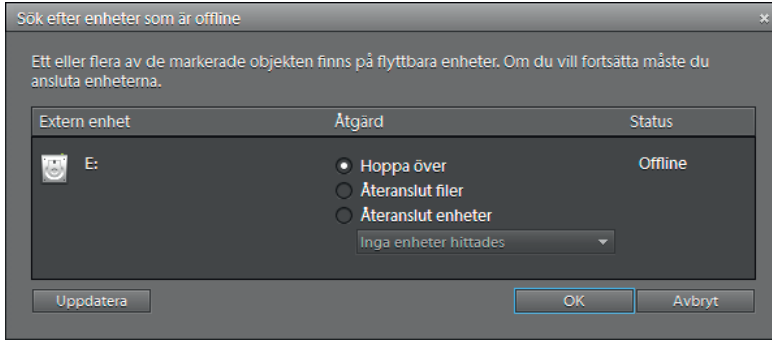 Sök efter enheter som är offline
Ett eller flera av de markerade objekten finns på flyttbara enheter. Om du vill fortsätta måste du
ansluta enheterna.
Extern enhet Åtgärd Status
E: Hoppa över Offline
Återanslut filer
Återanslut enheter
Inga enheter hittades
Uppdatera OK Avbryt